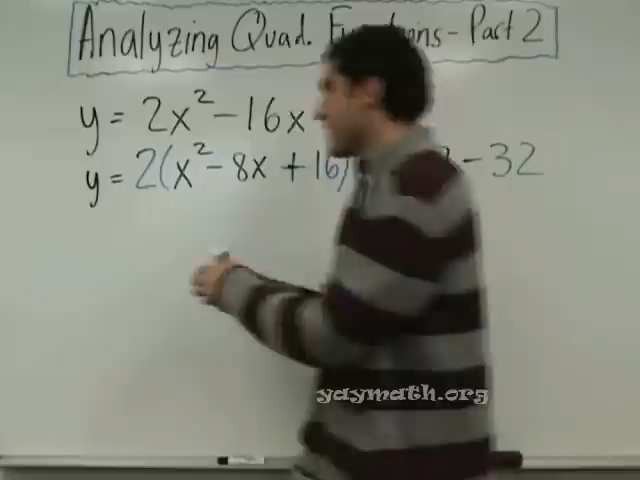 Analyzing Quad. Functions - Part 2
y = 2x² - 16x
y = 2(x² - 8x + 16) - 32
yaymath.org